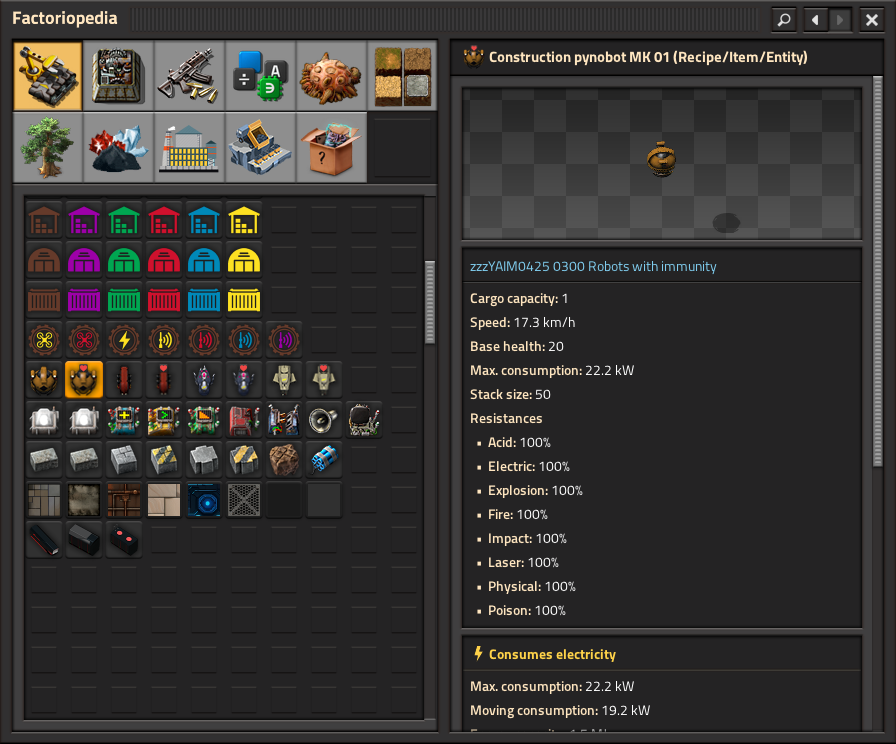 Factoriopedia
Construction pynobot MK 01 (Recipe/Item/Entity)
zzzYAIM0425 0300 Robots with immunity
Cargo capacity: 1
Speed: 17.3 km/h
Base health: 20
Max. consumption: 22.2 kW
Stack size: 50
Resistances
▪ Acid: 100%
▪ Electric: 100%
▪ Explosion: 100%
▪ Fire: 100%
▪ Impact: 100%
▪ Laser: 100%
▪ Physical: 100%
▪ Poison: 100%
Consumes electricity
Max. consumption: 22.2 kW
Moving consumption: 19.2 kW